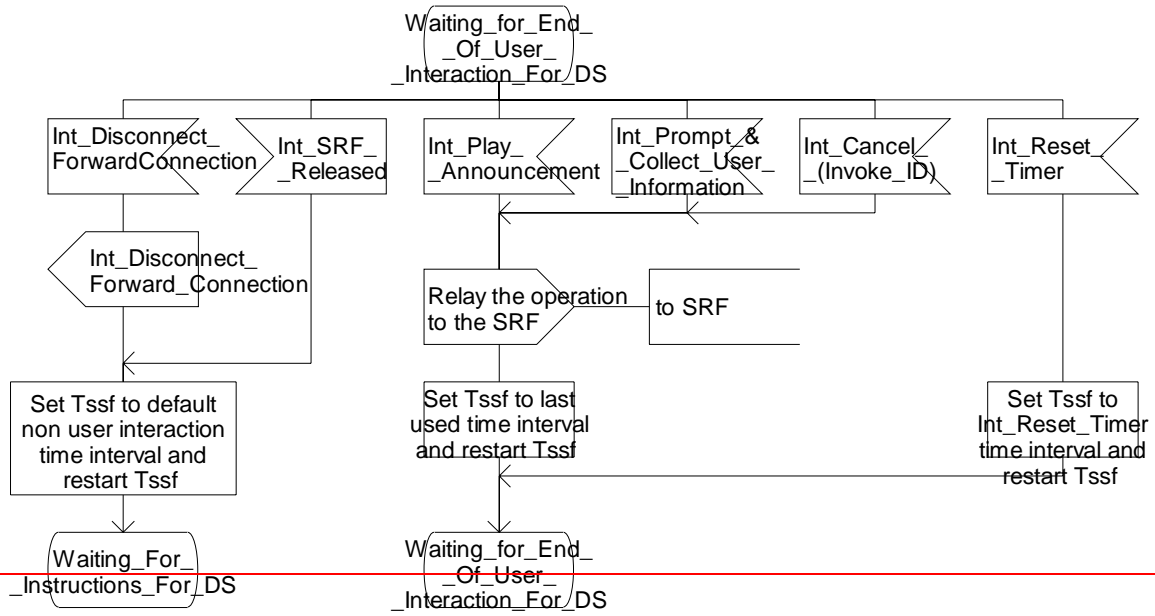 Waiting_for_End_
_Of_User_
_Interaction_For_DS
Int_Disconnect_
ForwardConnection
Int_SRF_
_Released
Int_Play_
_Announcement
Int_Prompt_&
_Collect_User_
_Information
Int_Cancel_
_(Invoke_ID)
Int_Reset_
_Timer
Int_Disconnect_
Forward_Connection
Relay the operation
to the SRF
to SRF
Set Tssf to default
non user interaction
time interval and
restart Tssf
Set Tssf to last
used time interval
and restart Tssf
Set Tssf to
Int_Reset_Timer
time interval and
restart Tssf
Waiting_For_
_Instructions_For_DS
Waiting_for_End_
_Of_User_
_Interaction_For_DS